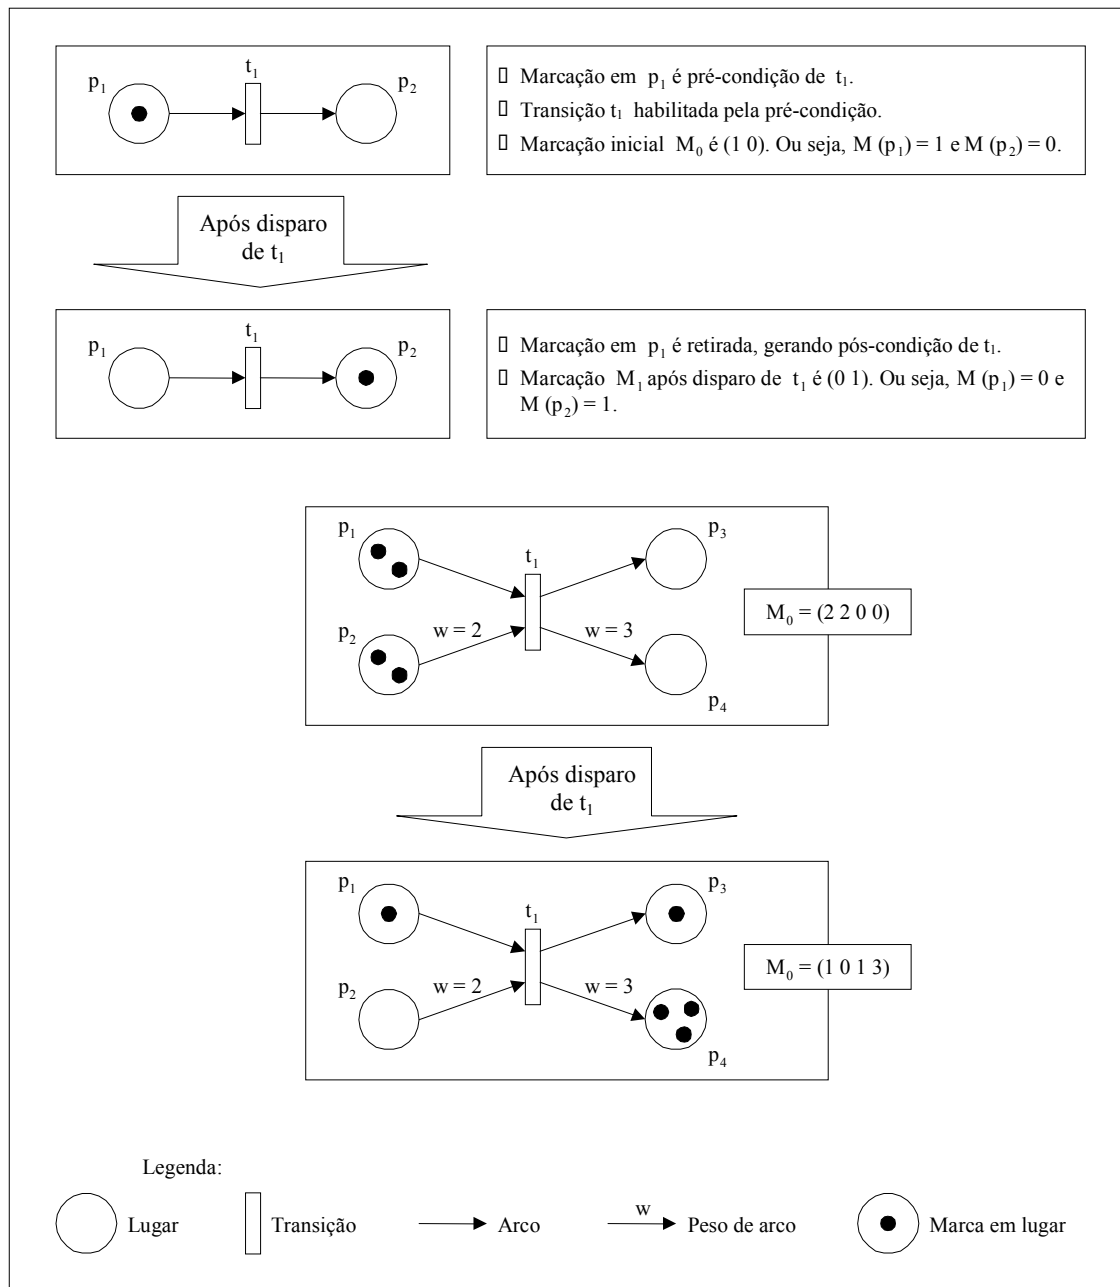 p1 t1 p2
▯ Marcação em p1 é pré-condição de t1.
▯ Transição t1 habilitada pela pré-condição.
▯ Marcação inicial M0 é (1 0). Ou seja, M (p1) = 1 e M (p2) = 0.
Após disparo
de t1
p1 t1 p2
▯ Marcação em p1 é retirada, gerando pós-condição de t1.
▯ Marcação M1 após disparo de t1 é (0 1). Ou seja, M (p1) = 0 e
M (p2) = 1.
p1 p3
t1
M0 = (2 2 0 0)
p2 w = 2 w = 3
p4
Após disparo
de t1
p1 p3
t1
M0 = (1 0 1 3)
p2 w = 2 w = 3
p4
Legenda:
w
Lugar Transição Arco Peso de arco Marca em lugar